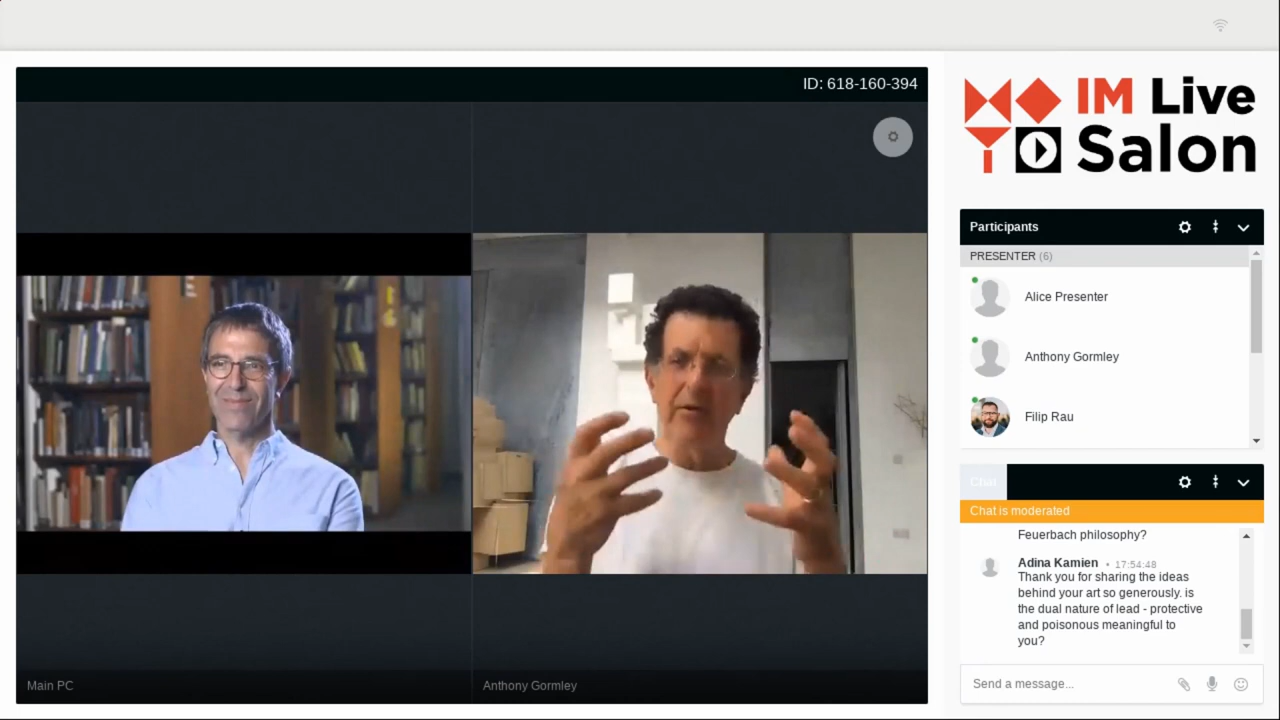 ID: 618-160-394
IM Live
Salon
Participants
PRESENTER (6)
Alice Presenter
Anthony Gormley
Filip Rau
Chat
Chat is moderated
Feuerbach philosophy?
Adina Kamien • 17:54:48
Thank you for sharing the ideas
behind your art so generously. is
the dual nature of lead - protective
and poisonous meaningful to
you?
Send a message...
Main PC
Anthony Gormley